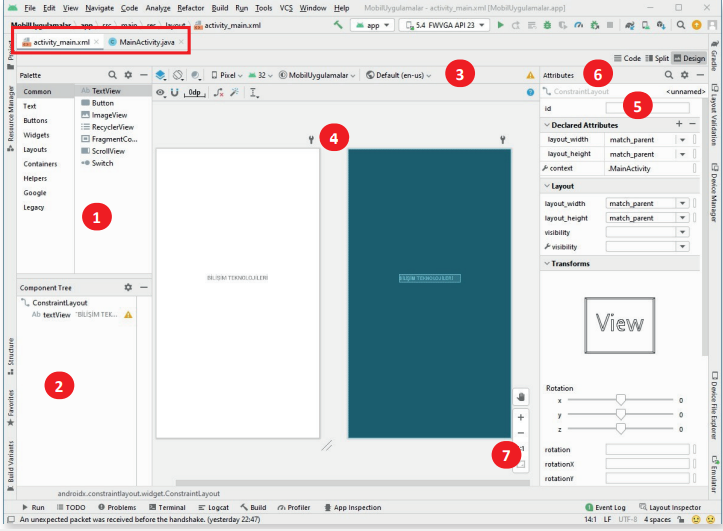 File Edit View Navigate Code Analyze Refactor Build Run Tools VCS Window Help MobilUygulamalar - activity_main.xml [MobilUygulamalar.app]
MobilUygulamalar app src main res layout activity_main.xml app 5.4 FWVGA API 23
activity_main.xml MainActivity.java
Code Split Design
Palette
Pixel 32 MobilUygulamalar Default (en-us)
3
Attributes
6
Common
Text
Buttons
Widgets
Layouts
Containers
Helpers
Google
Legacy
Ab TextView
Button
ImageView
RecyclerView
FragmentCo...
ScrollView
Switch
1
0dp
4
BİLİŞİM TEKNOLOJİLERİ
BİLİŞİM TEKNOLOJİLERİ
ConstraintLayout <unnamed>
id
5
Declared Attributes
layout_width match_parent
layout_height match_parent
context .MainActivity
Layout
layout_width match_parent
layout_height match_parent
visibility
visibility
Transforms
View
Rotation
x 0
y 0
z 0
rotation
rotationX
rotationY
Component Tree
ConstraintLayout
Ab textView "BİLİŞİM TEK...
2
7
androidx.constraintlayout.widget.ConstraintLayout
Run TODO Problems Terminal Logcat Build Profiler App Inspection
Event Log Layout Inspector
An unexpected packet was received before the handshake. (yesterday 22:47)
14:1 LF UTF-8 4 spaces
Project
Resource Manager
Structure
Favorites
Build Variants
Gradle
Layout Validation
Device Manager
Device File Explorer
Emulator